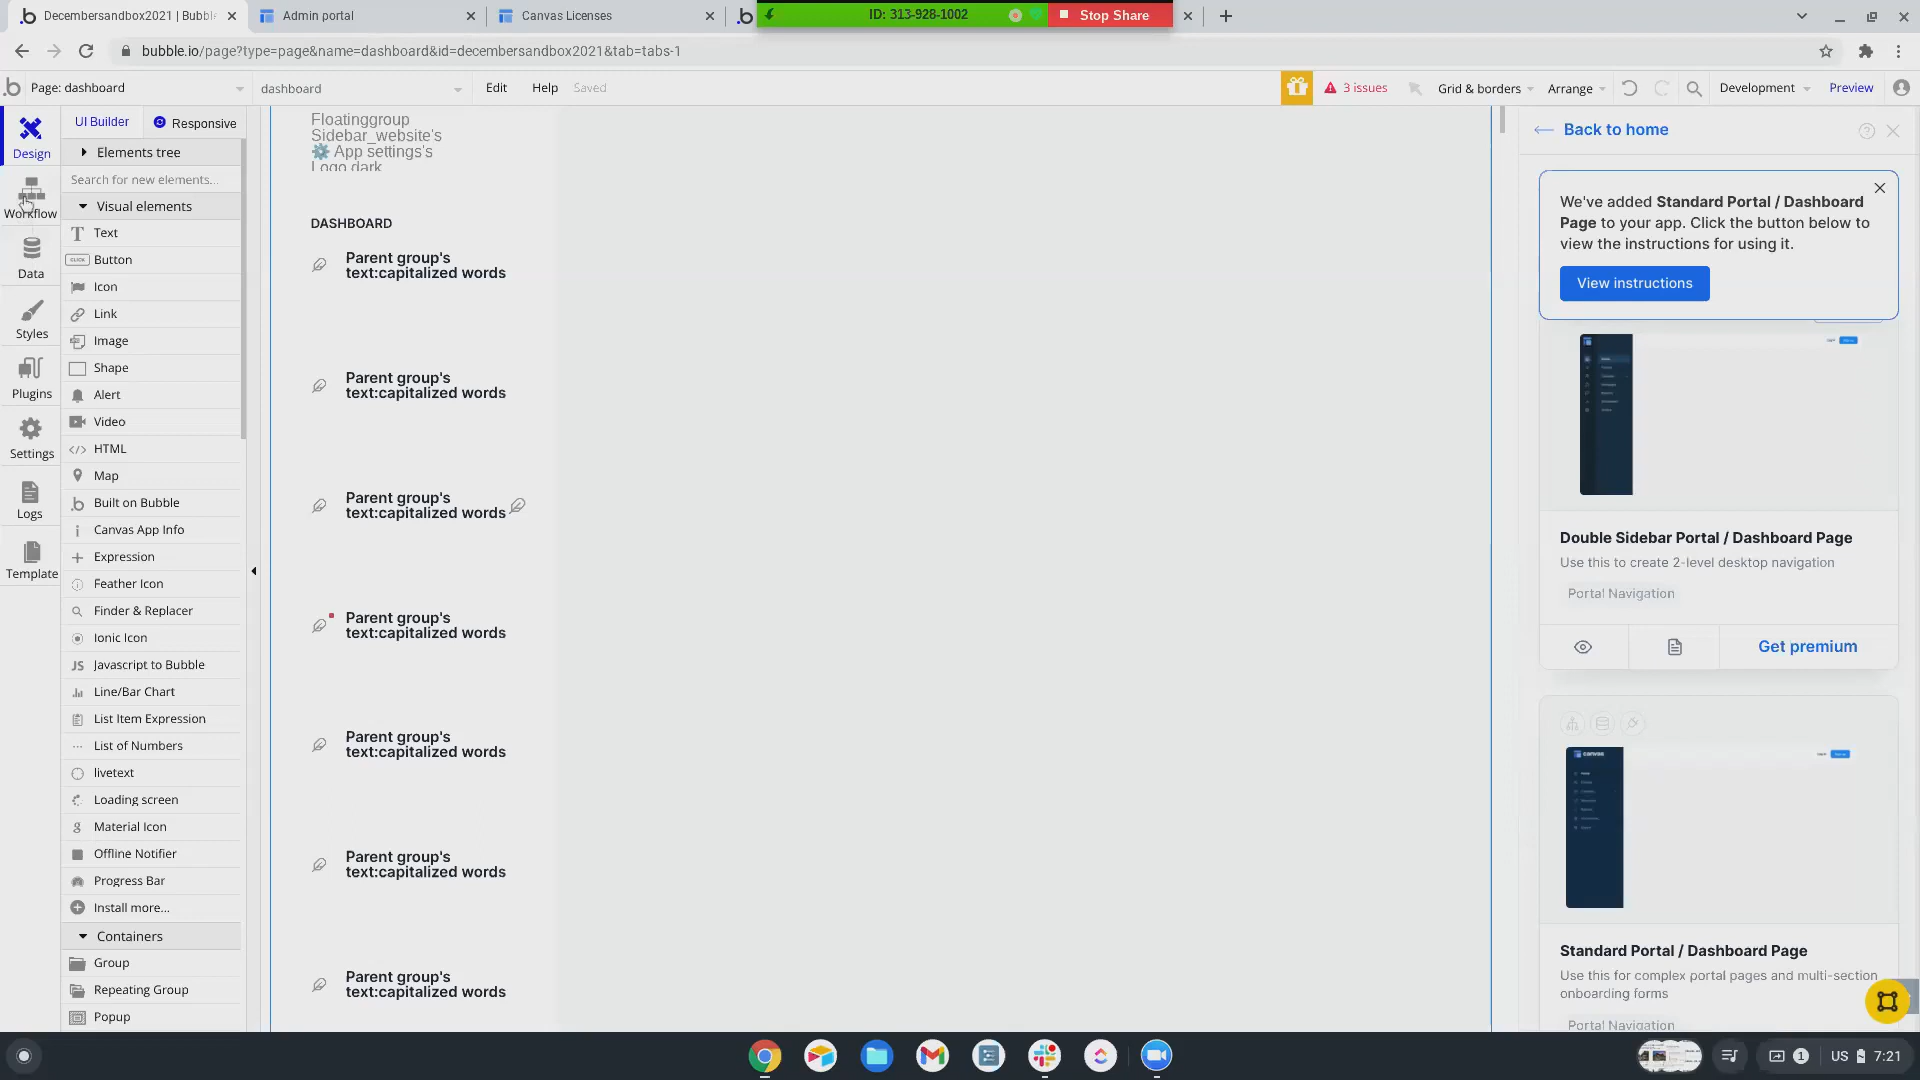 Decembersandbox2021 | Bubble
Admin portal
Canvas Licenses
ID: 313-928-1002
Stop Share
bubble.io/page?type=page&name=dashboard&id=decembersandbox2021&tab=tabs-1
Page: dashboard
dashboard
Edit
Help
Saved
3 issues
Grid & borders
Arrange
Development
Preview
Design
Workflow
Data
Styles
Plugins
Settings
Logs
Template
UI Builder
Responsive
Elements tree
Search for new elements...
Visual elements
Text
Button
Icon
Link
Image
Shape
Alert
Video
HTML
Map
Built on Bubble
Canvas App Info
Expression
Feather Icon
Finder & Replacer
Ionic Icon
Javascript to Bubble
Line/Bar Chart
List Item Expression
List of Numbers
livetext
Loading screen
Material Icon
Offline Notifier
Progress Bar
Install more...
Containers
Group
Repeating Group
Popup
Floatinggroup
Sidebar_website's
⚙️ App settings's
Logo dark
DASHBOARD
Parent group's
text:capitalized words
Parent group's
text:capitalized words
Parent group's
text:capitalized words
Parent group's
text:capitalized words
Parent group's
text:capitalized words
Parent group's
text:capitalized words
Parent group's
text:capitalized words
Back to home
We've added Standard Portal / Dashboard
Page to your app. Click the button below to
view the instructions for using it.
View instructions
Double Sidebar Portal / Dashboard Page
Use this to create 2-level desktop navigation
Portal Navigation
Get premium
canvas
Standard Portal / Dashboard Page
Use this for complex portal pages and multi-section
onboarding forms
Portal Navigation
1
US
7:21